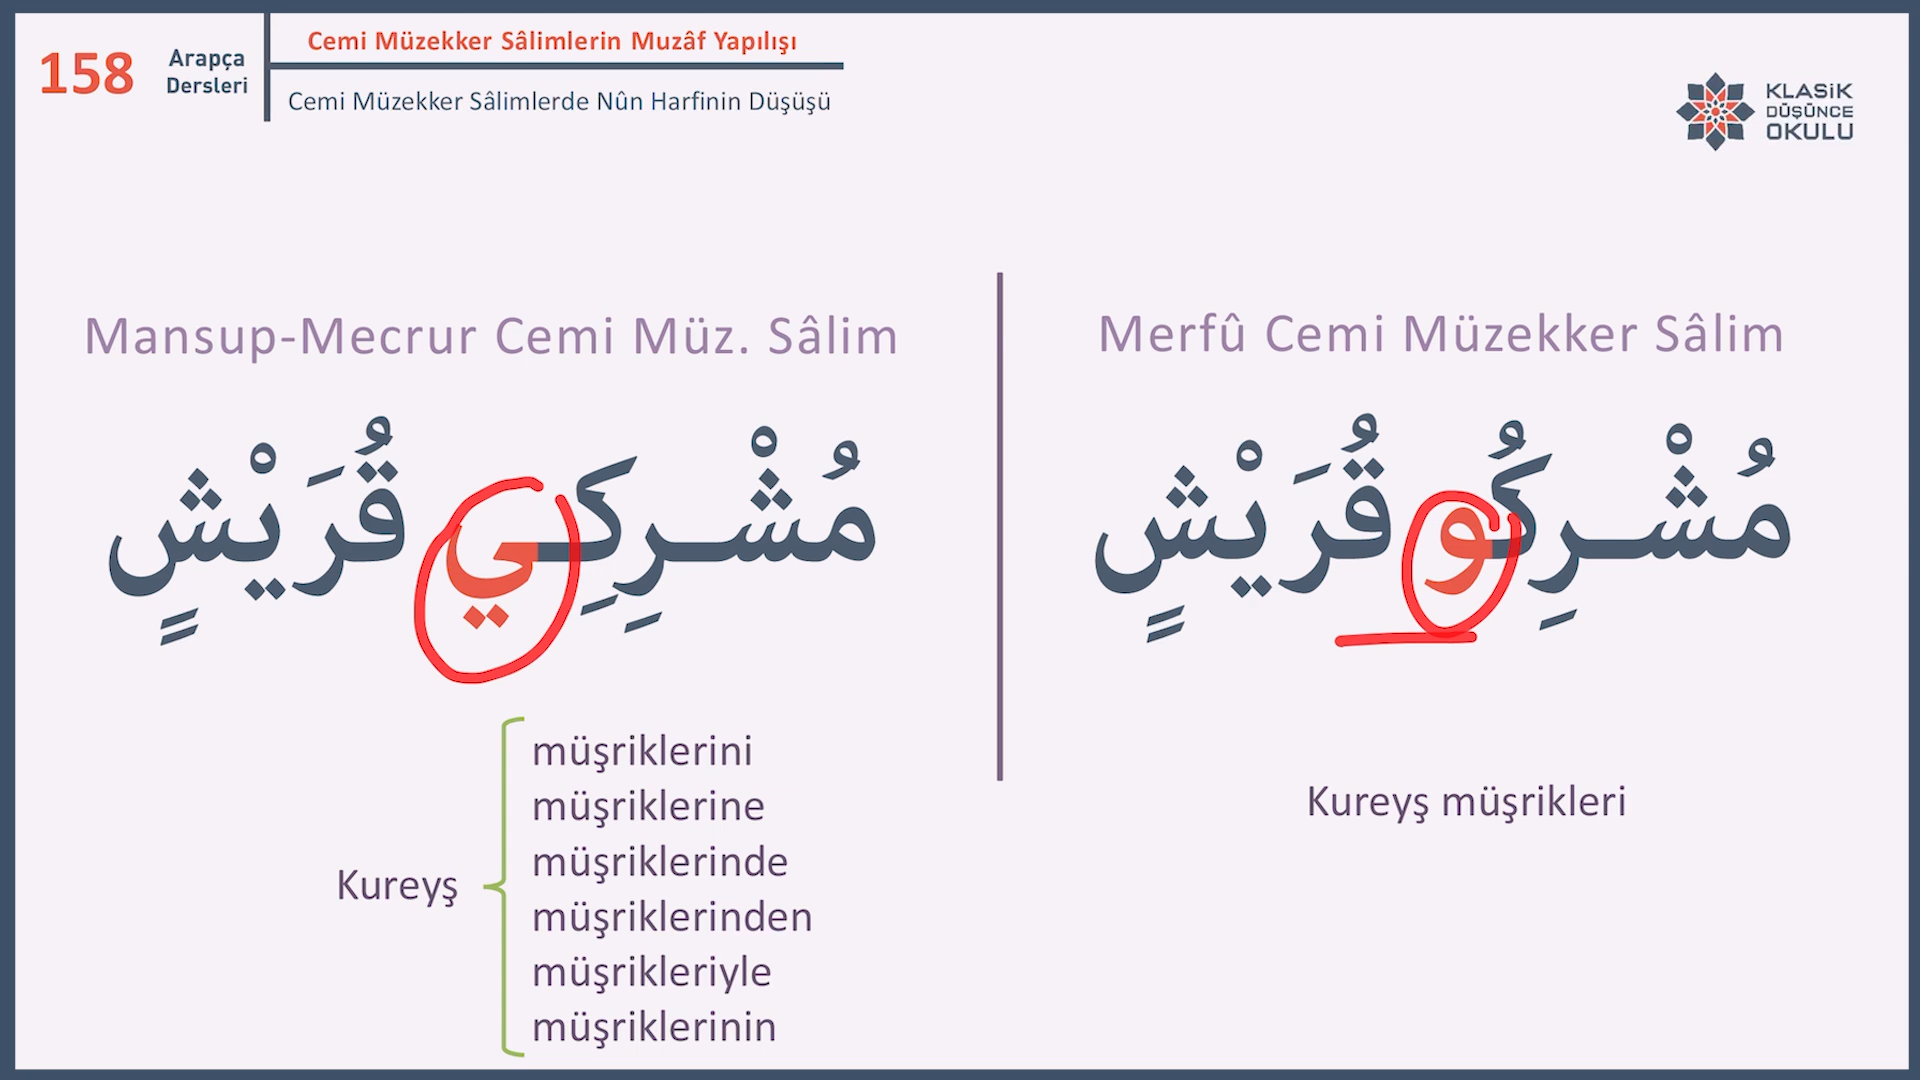 158
Arapça
Dersleri
Cemi Müzekker Sâlimlerin Muzâf Yapılışı
Cemi Müzekker Sâlimlerde Nûn Harfinin Düşüşü
KLASiK
DÜŞÜNCE
OKULU
Mansup-Mecrur Cemi Müz. Sâlim
مُشْرِكِي قُرَيْشٍ
Kureyş
müşriklerini
müşriklerine
müşriklerinde
müşriklerinden
müşrikleriyle
müşriklerinin
Merfû Cemi Müzekker Sâlim
مُشْرِكُو قُرَيْشٍ
Kureyş müşrikleri